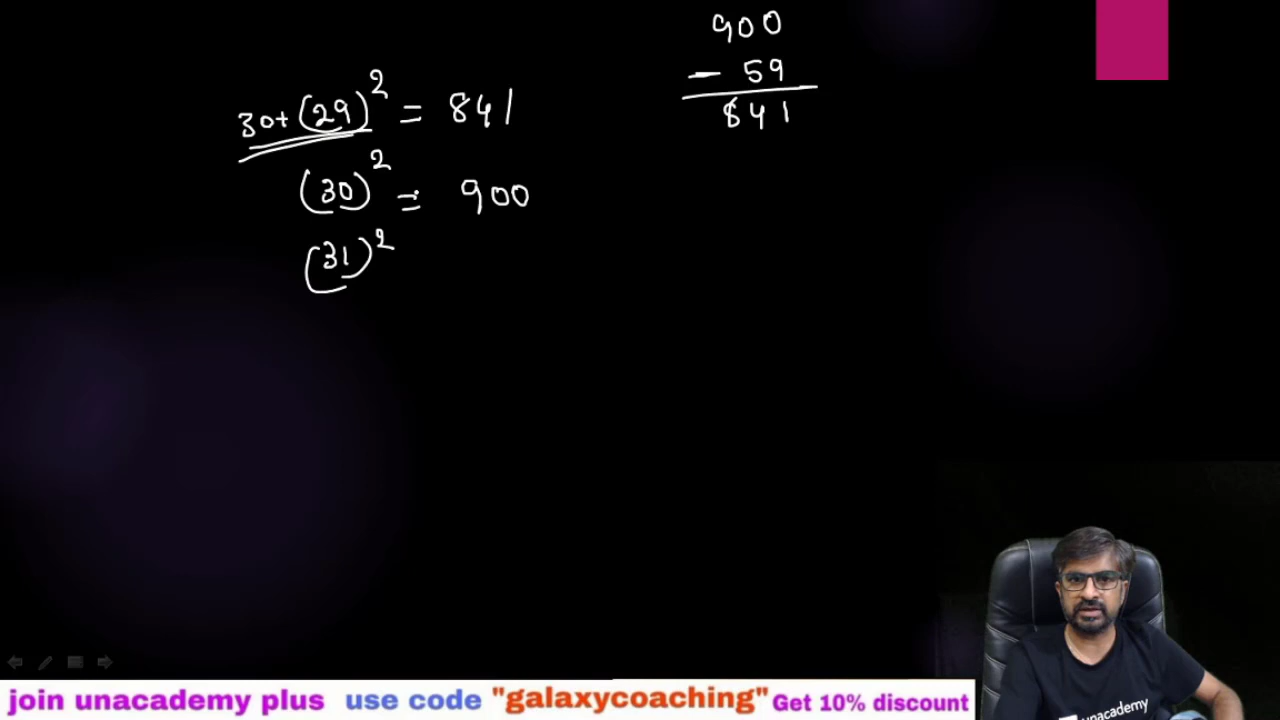 30+(29)² = 841
(30)² = 900
(31)²
900
- 59
841
unacademy
join unacademy plus use code "galaxycoaching" Get 10% discount